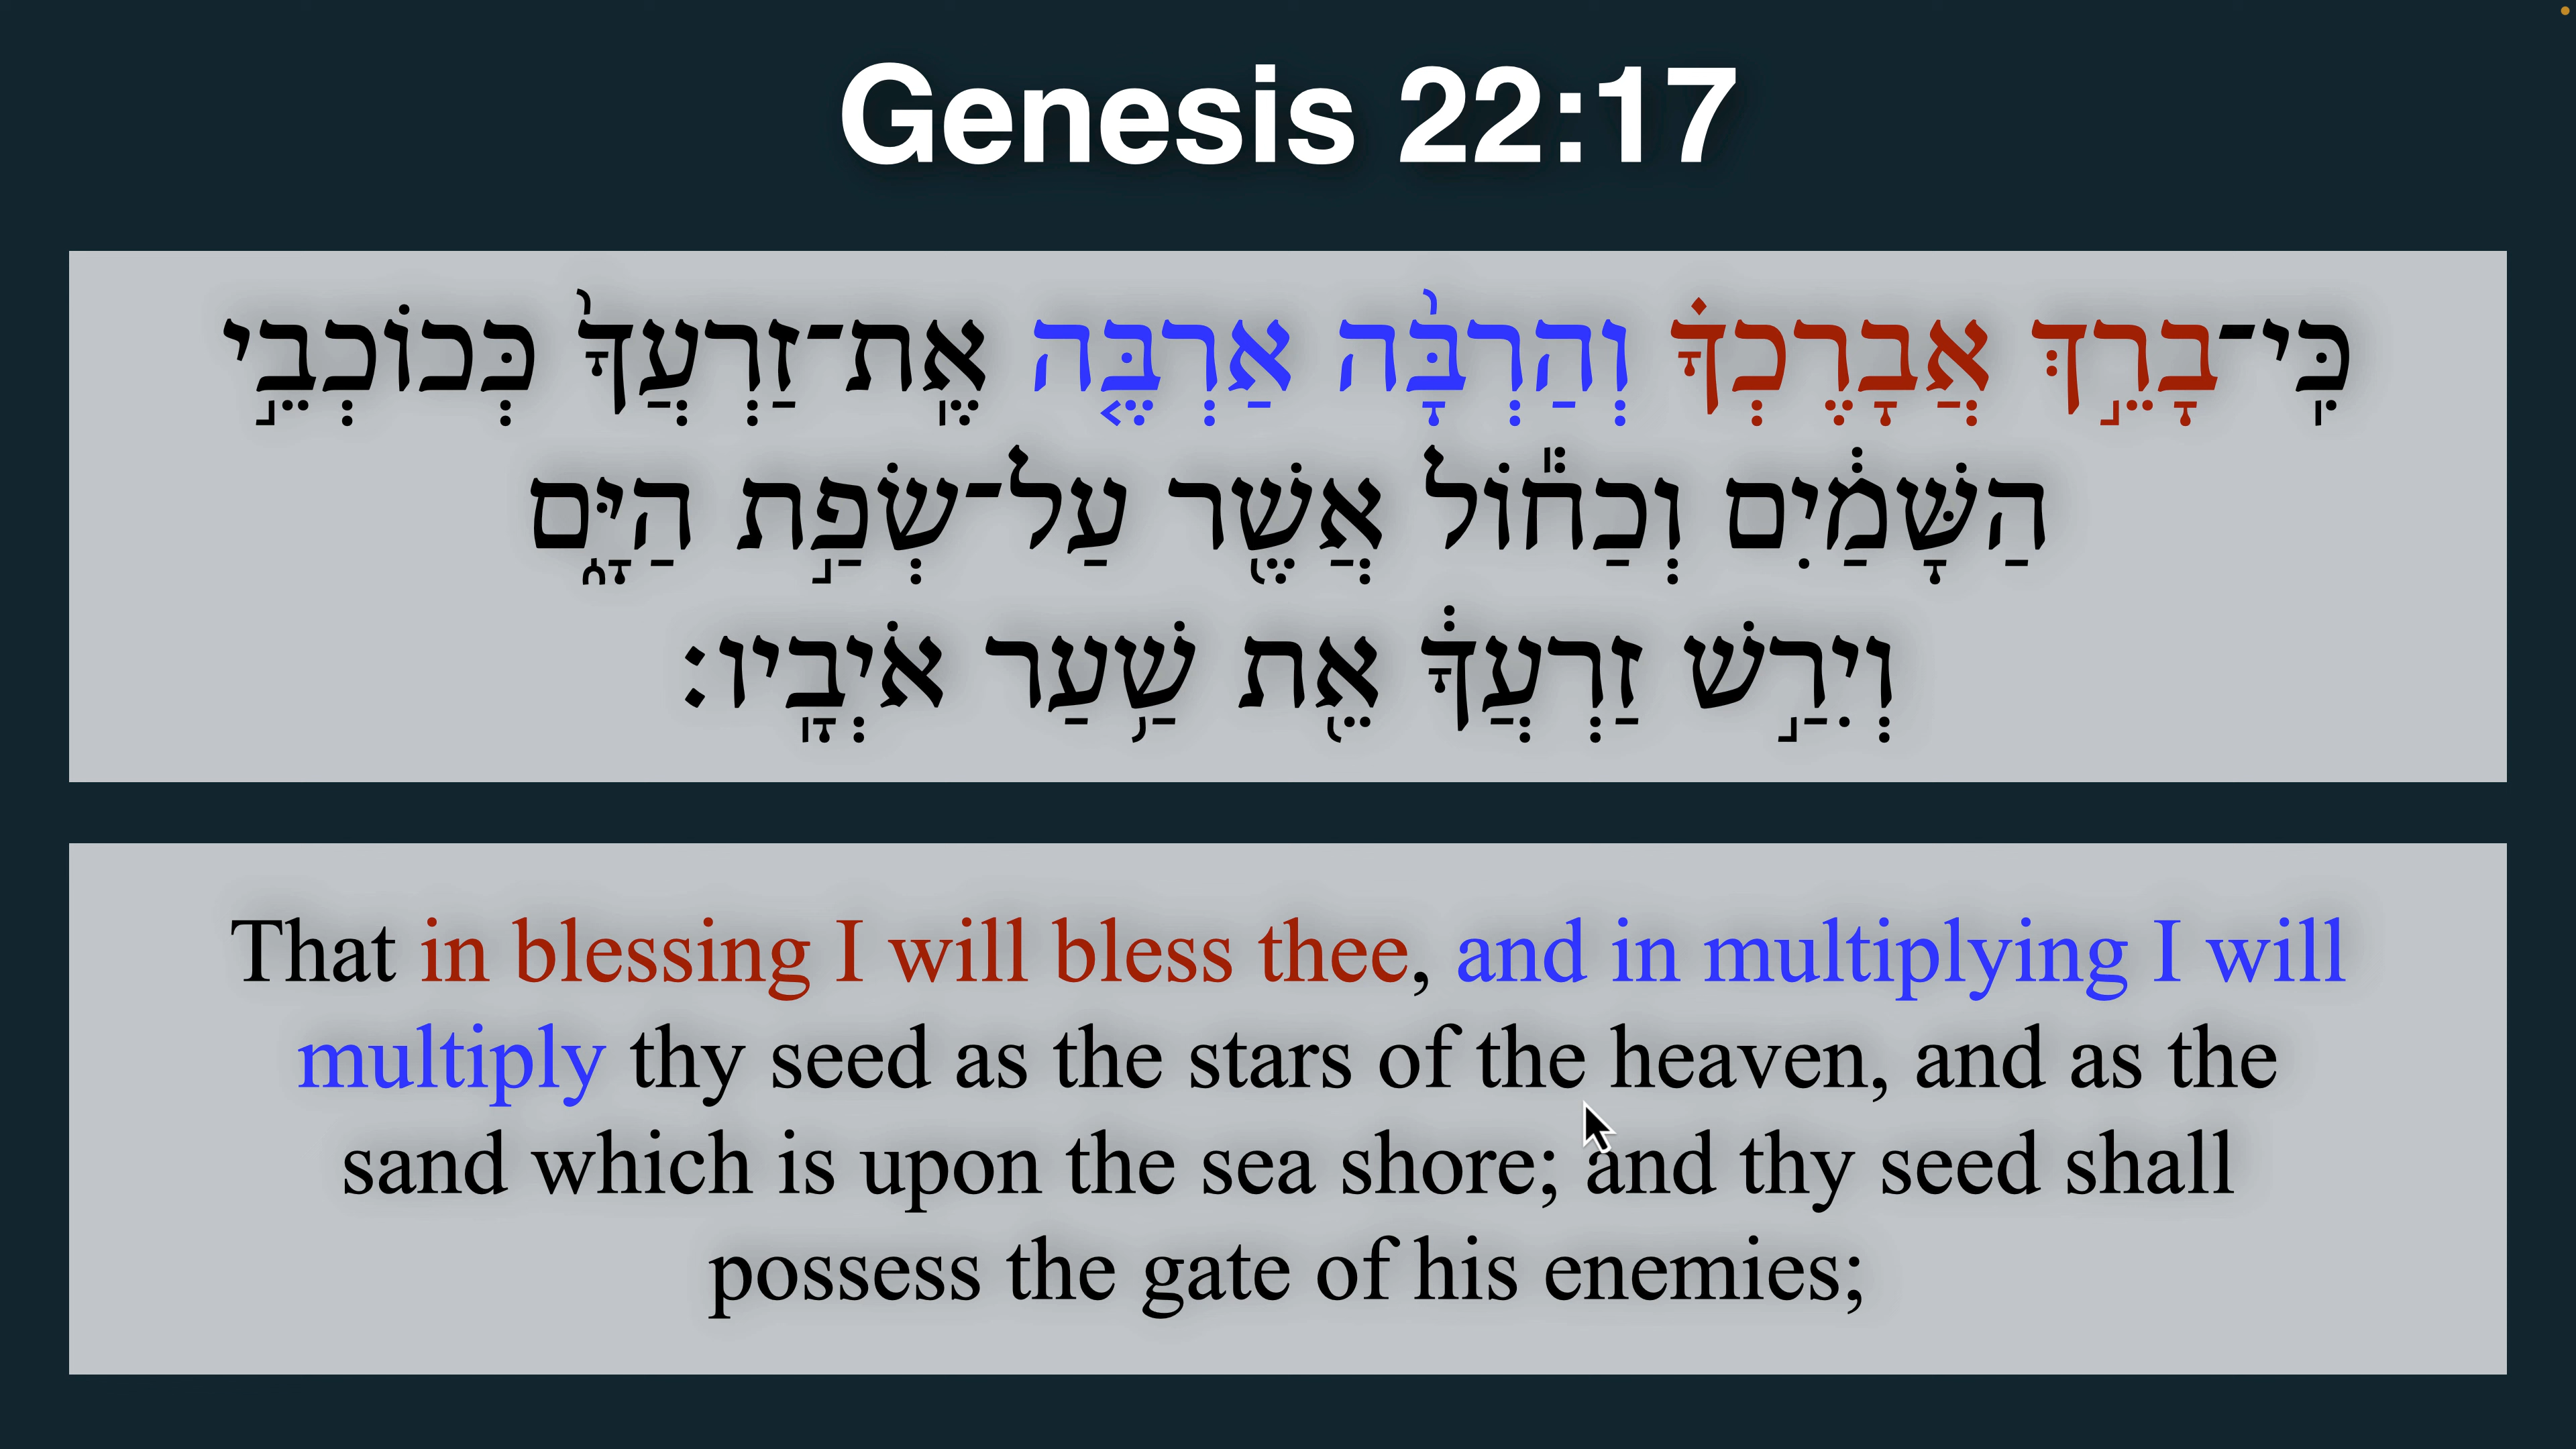 Genesis 22:17
כִּֽי־בָרֵ֣ךְ אֲבָרֶכְךָ֗ וְהַרְבָּ֨ה אַרְבֶּ֤ה אֶֽת־זַרְעֲךָ֙ כְּכוֹכְבֵ֣י
הַשָּׁמַ֔יִם וְכַח֕וֹל אֲשֶׁ֖ר עַל־שְׂפַ֣ת הַיָּ֑ם
וְיִרַ֣שׁ זַרְעֲךָ֔ אֵ֖ת שַׁ֥עַר אֹיְבָֽיו׃
That in blessing I will bless thee, and in multiplying I will
multiply thy seed as the stars of the heaven, and as the
sand which is upon the sea shore; and thy seed shall
possess the gate of his enemies;